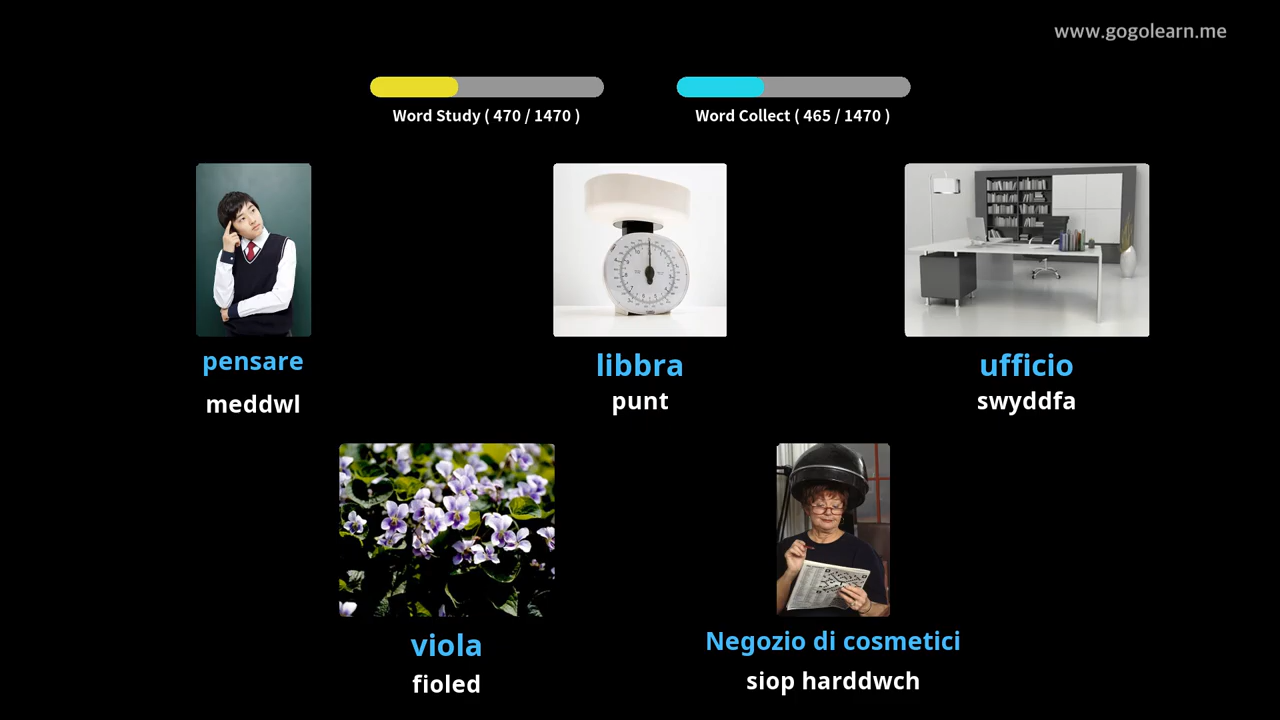 www.gogolearn.me
Word Study ( 470 / 1470 )
Word Collect ( 465 / 1470 )
pensare
meddwl
libbra
punt
ufficio
swyddfa
viola
fioled
Negozio di cosmetici
siop harddwch